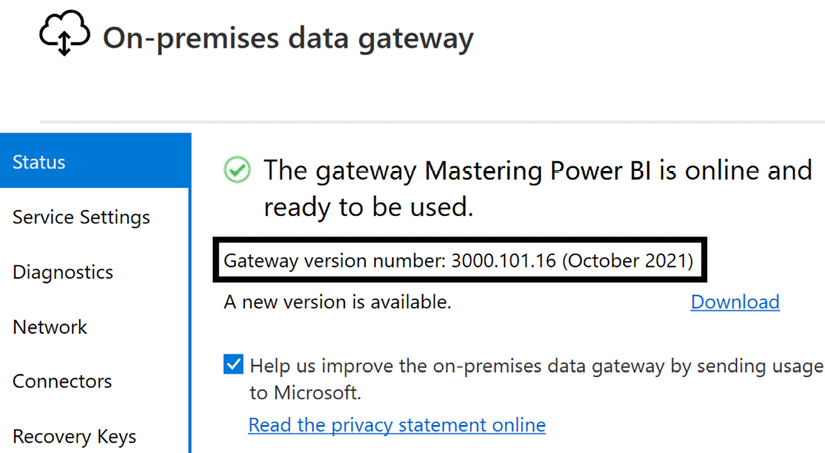 On-premises data gateway
Status
Service Settings
Diagnostics
Network
Connectors
Recovery Keys
The gateway Mastering Power BI is online and
ready to be used.
Gateway version number: 3000.101.16 (October 2021)
A new version is available. Download
Help us improve the on-premises data gateway by sending usage
to Microsoft.
Read the privacy statement online